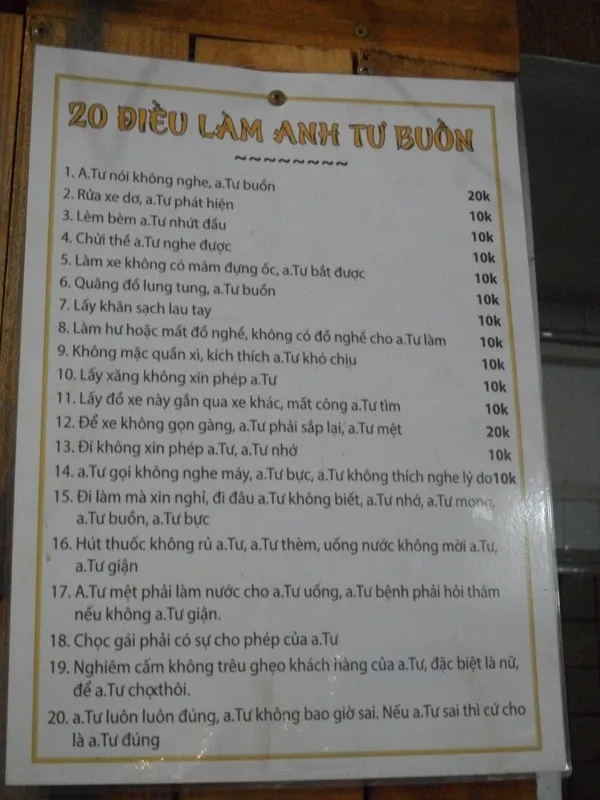 20 ĐIỀU LÀM ANH TƯ BUỒN
~~~~~~~~
1. A.Tư nói không nghe, a.Tư buồn 20k
2. Rửa xe dơ, a.Tư phát hiện 10k
3. Lèm bèm a.Tư nhứt đầu 10k
4. Chửi thề a.Tư nghe được 10k
5. Làm xe không có mâm đựng ốc, a.Tư bắt được 10k
6. Quăng đồ lung tung, a.Tư buồn 10k
7. Lấy khăn sạch lau tay 10k
8. Làm hư hoặc mất đồ nghề, không có đồ nghề cho a.Tư làm 10k
9. Không mặc quần xì, kích thích a.Tư khó chịu 10k
10. Lấy xăng không xin phép a.Tư 10k
11. Lấy đồ xe này gắn qua xe khác, mất công a.Tư tìm 10k
12. Để xe không gọn gàng, a.Tư phải sắp lại, a.Tư mệt 20k
13. Đi không xin phép a.Tư, a.Tư nhớ 10k
14. a.Tư gọi không nghe máy, a.Tư bực, a.Tư không thích nghe lý do 10k
15. Đi làm mà xin nghỉ, đi đâu a.Tư không biết, a.Tư nhớ, a.Tư mong,
a.Tư buồn, a.Tư bực
16. Hút thuốc không rủ a.Tư, a.Tư thèm, uống nước không mời a.Tư,
a.Tư giận
17. A.Tư mệt phải làm nước cho a.Tư uống, a.Tư bệnh phải hỏi thăm
nếu không a.Tư giận.
18. Chọc gái phải có sự cho phép của a.Tư
19. Nghiêm cấm không trêu ghẹo khách hàng của a.Tư, đặc biệt là nữ,
để a.Tư chọcthôi.
20. a.Tư luôn luôn đúng, a.Tư không bao giờ sai. Nếu a.Tư sai thì cứ cho
là a.Tư đúng